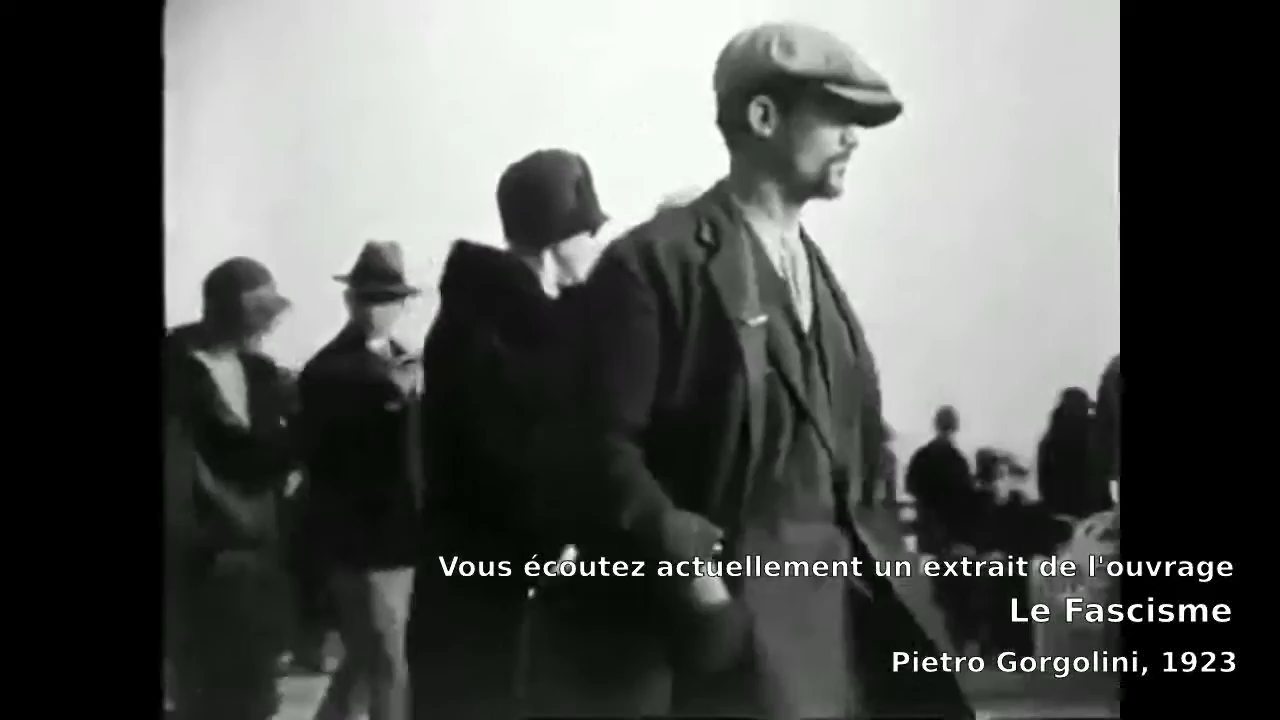 Vous écoutez actuellement un extrait de l'ouvrage
Le Fascisme
Pietro Gorgolini, 1923